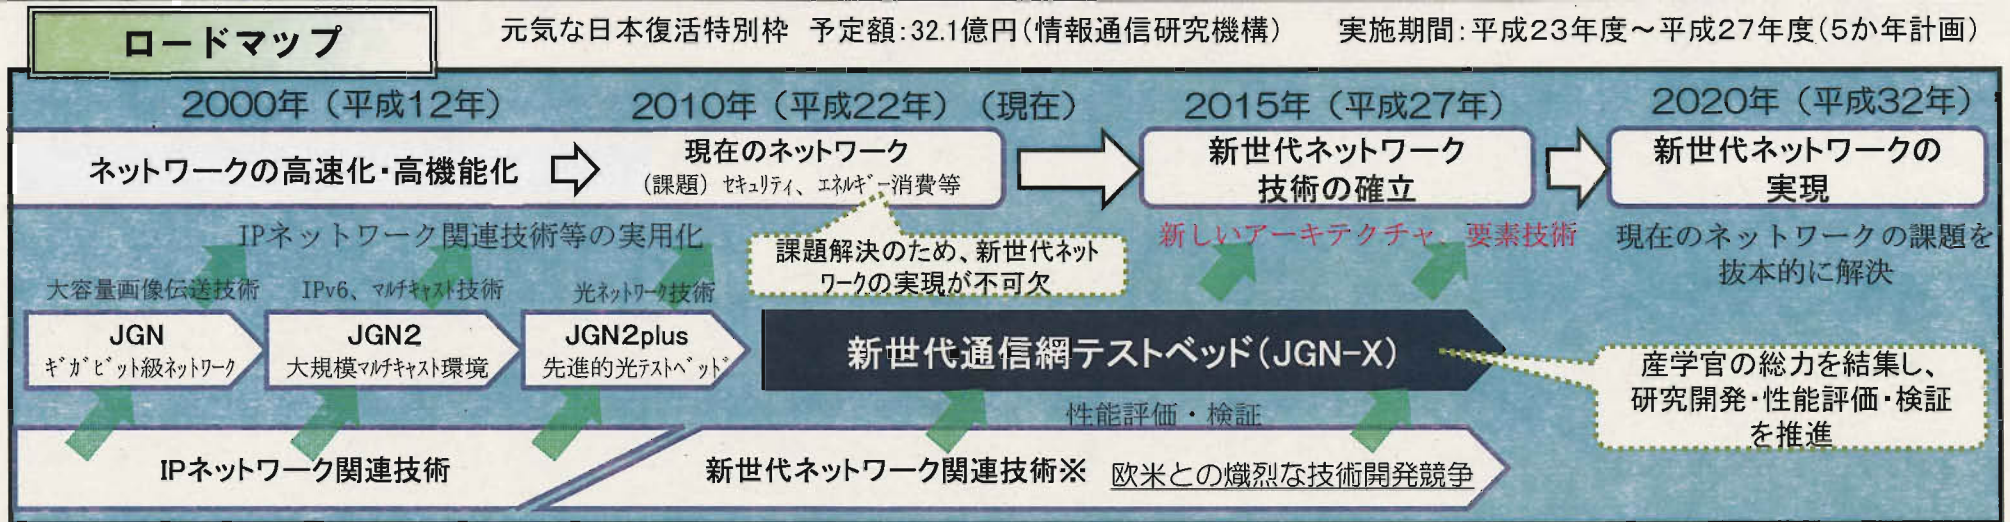 ロードマップ
元気な日本復活特別枠 予定額:32.1億円(情報通信研究機構)
実施期間:平成23年度～平成27年度(5か年計画)
2000年(平成12年)
2010年(平成22年)(現在)
2015年(平成27年)
2020年(平成32年)
ネットワークの高速化・高機能化
現在のネットワーク
(課題)セキュリティ、エネルギー消費等
新世代ネットワーク
技術の確立
新世代ネットワークの
実現
IPネットワーク関連技術等の実用化
課題解決のため、新世代ネット
ワークの実現が不可欠
新しいアーキテクチャ、要素技術
現在のネットワークの課題を
抜本的に解決
大容量画像伝送技術
IPv6、マルチキャスト技術
光ネットワーク技術
JGN
ギガビット級ネットワーク
JGN2
大規模マルチキャスト環境
JGN2plus
先進的光テストベッド
新世代通信網テストベッド(JGN-X)
産学官の総力を結集し、
研究開発・性能評価・検証
を推進
性能評価・検証
IPネットワーク関連技術
新世代ネットワーク関連技術※ 欧米との熾烈な技術開発競争